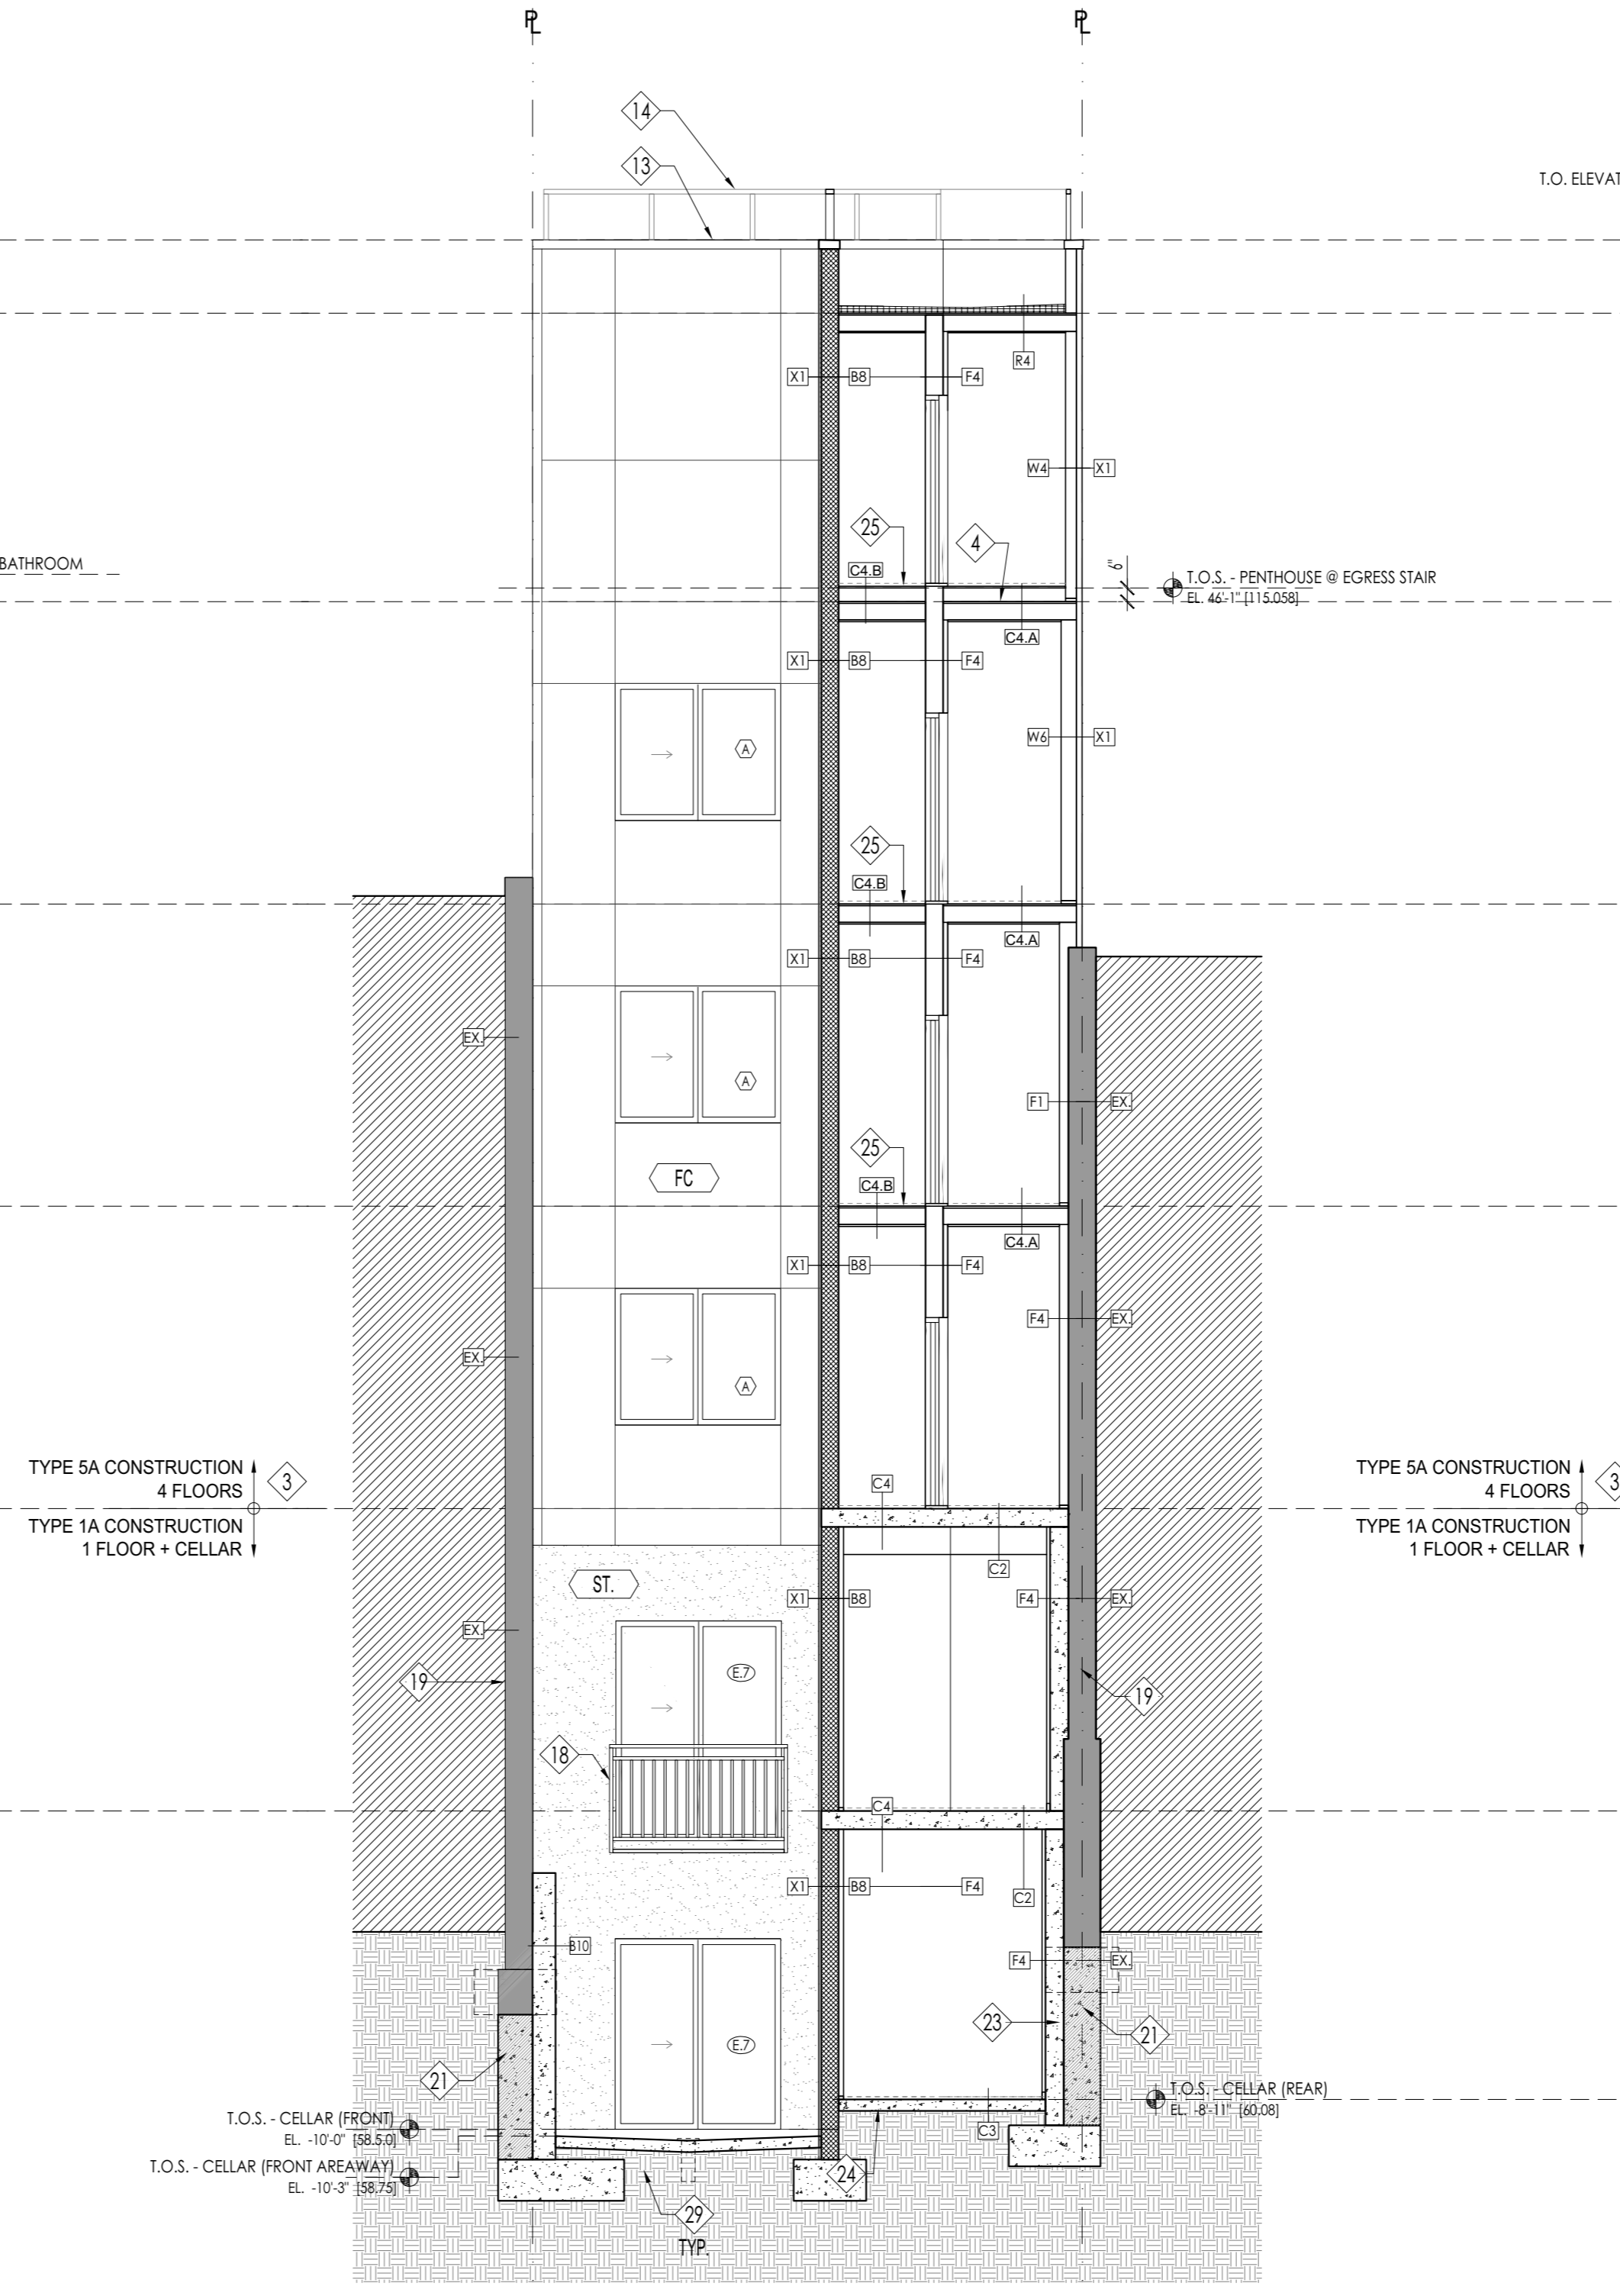 PL
PL
14
13
T.O. ELEVAT
R4
X1
B8
F4
W4
X1
25
4
BATHROOM
C4.B
6"
T.O.S. - PENTHOUSE @ EGRESS STAIR
EL. 46'-1" [115.058]
C4.A
X1
B8
F4
W6
X1
A
25
C4.B
C4.A
X1
B8
F4
EX.
A
F1
EX.
25
FC
C4.B
C4.A
X1
B8
F4
F4
EX.
EX.
A
TYPE 5A CONSTRUCTION
4 FLOORS
3
TYPE 1A CONSTRUCTION
1 FLOOR + CELLAR
C4
TYPE 5A CONSTRUCTION
4 FLOORS
3
TYPE 1A CONSTRUCTION
1 FLOOR + CELLAR
C2
ST.
X1
B8
F4
EX.
EX.
E.7
19
19
18
C4
X1
B8
F4
C2
B10
F4
EX.
23
21
E.7
21
T.O.S. - CELLAR (REAR)
EL. -8'-11" [60.08]
T.O.S. - CELLAR (FRONT)
EL. -10'-0" [58.5.0]
C3
T.O.S. - CELLAR (FRONT AREAWAY)
EL. -10'-3" [58.75]
24
29
TYP.